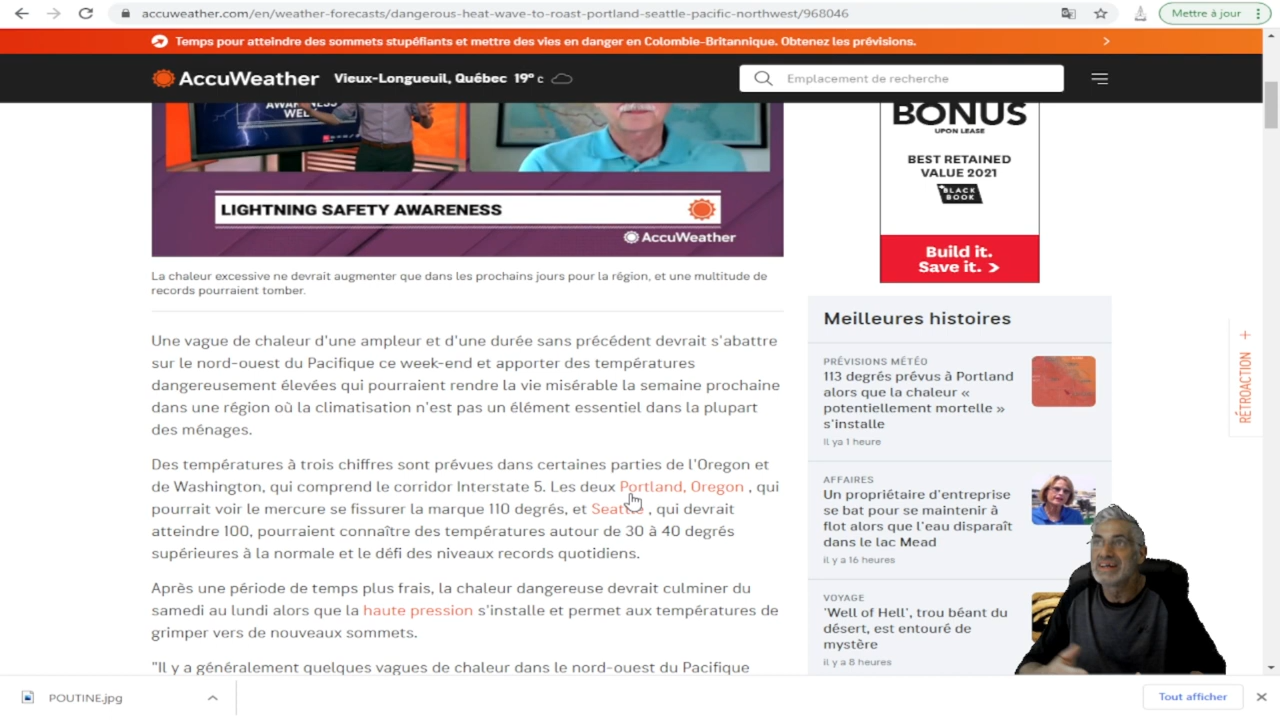 accuweather.com/en/weather-forecasts/dangerous-heat-wave-to-roast-portland-seattle-pacific-northwest/968046
Mettre à jour
Temps pour atteindre des sommets stupéfiants et mettre des vies en danger en Colombie-Britannique. Obtenez les prévisions.
AccuWeather
Vieux-Longueuil, Québec 19° c
Emplacement de recherche
AWARENESS
LIGHTNING SAFETY AWARENESS
AccuWeather
La chaleur excessive ne devrait augmenter que dans les prochains jours pour la région, et une multitude de
records pourraient tomber.
Une vague de chaleur d'une ampleur et d'une durée sans précédent devrait s'abattre
sur le nord-ouest du Pacifique ce week-end et apporter des températures
dangereusement élevées qui pourraient rendre la vie misérable la semaine prochaine
dans une région où la climatisation n'est pas un élément essentiel dans la plupart
des ménages.
Des températures à trois chiffres sont prévues dans certaines parties de l'Oregon et
de Washington, qui comprend le corridor Interstate 5. Les deux Portland, Oregon , qui
pourrait voir le mercure se fissurer la marque 110 degrés, et Seattle , qui devrait
atteindre 100, pourraient connaître des températures autour de 30 à 40 degrés
supérieures à la normale et le défi des niveaux records quotidiens.
Après une période de temps plus frais, la chaleur dangereuse devrait culminer du
samedi au lundi alors que la haute pression s'installe et permet aux températures de
grimper vers de nouveaux sommets.
"Il y a généralement quelques vagues de chaleur dans le nord-ouest du Pacifique
BONUS
UPON LEASE
BEST RETAINED
VALUE 2021
BLACK
BOOK
Build it.
Save it. >
Meilleures histoires
PRÉVISIONS MÉTÉO
113 degrés prévus à Portland
alors que la chaleur «
potentiellement mortelle »
s'installe
Il ya 1 heure
AFFAIRES
Un propriétaire d'entreprise
se bat pour se maintenir à
flot alors que l'eau disparaît
dans le lac Mead
il y a 16 heures
VOYAGE
'Well of Hell', trou béant du
désert, est entouré de
mystère
il y a 8 heures
RÉTROACTION +
POUTINE.jpg
Tout afficher